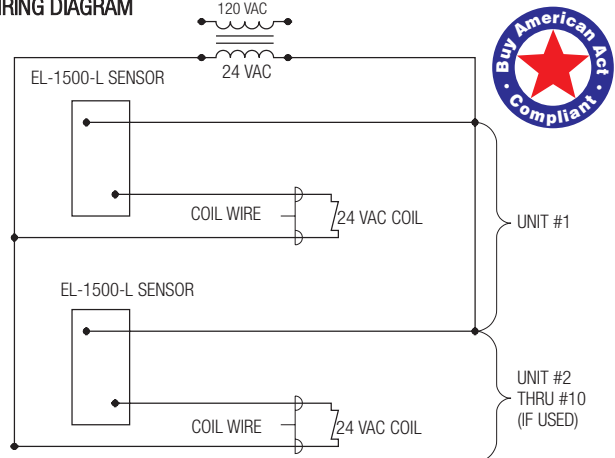 IRING DIAGRAM
120 VAC
24 VAC
Buy American Act
Compliant
EL-1500-L SENSOR
COIL WIRE
24 VAC COIL
UNIT #1
EL-1500-L SENSOR
COIL WIRE
24 VAC COIL
UNIT #2
THRU #10
(IF USED)